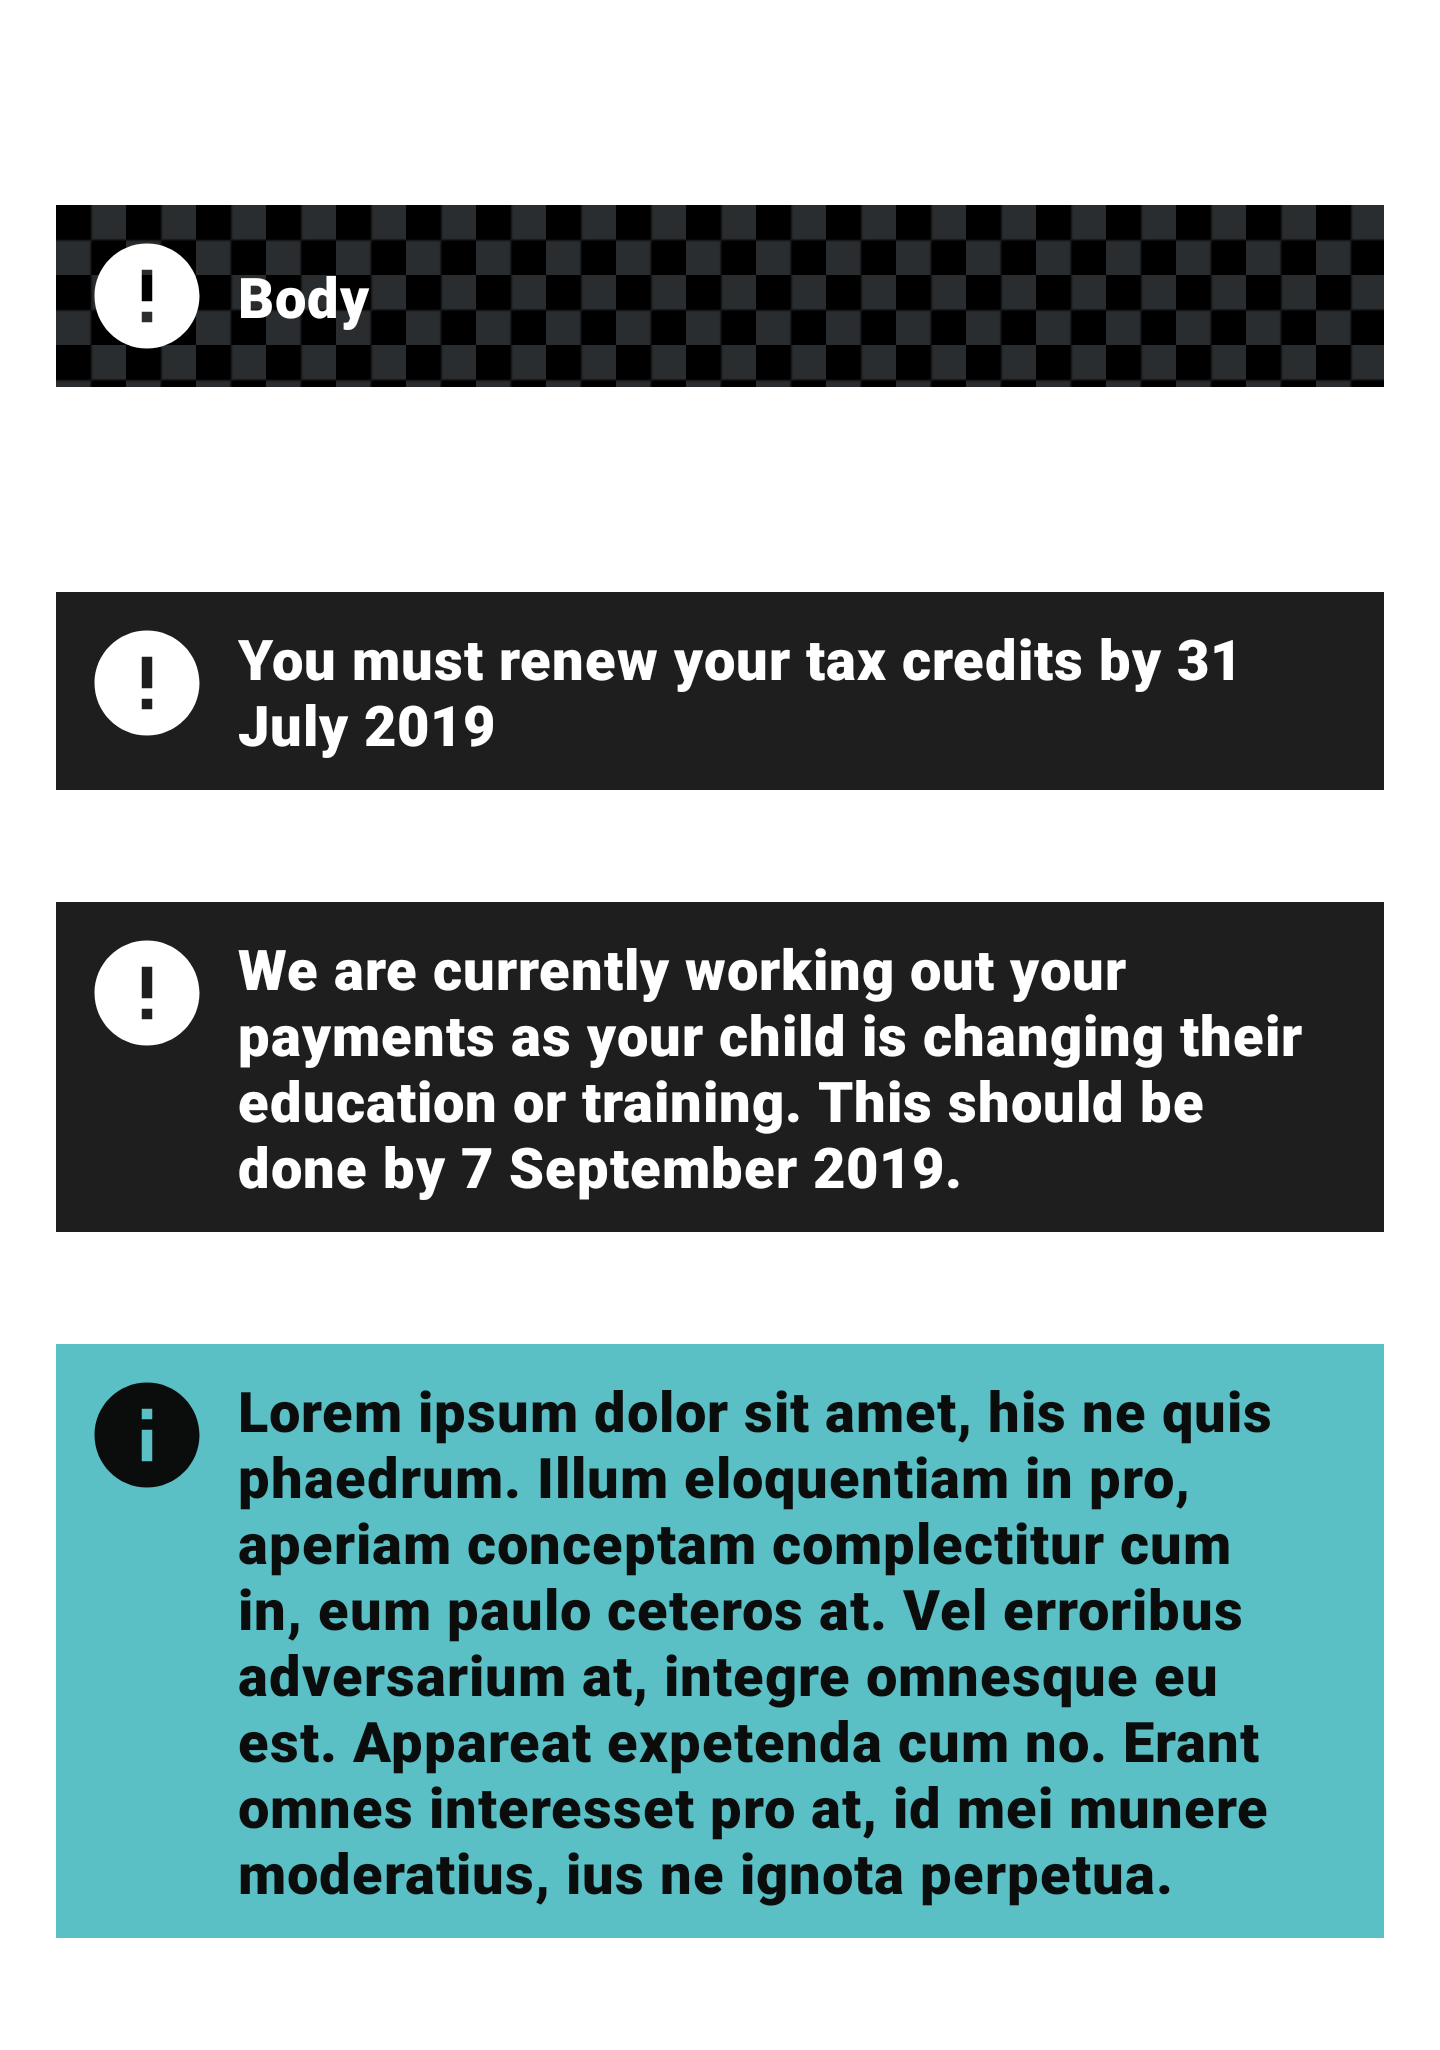 Body
You must renew your tax credits by 31
July 2019
We are currently working out your
payments as your child is changing their
education or training. This should be
done by 7 September 2019.
Lorem ipsum dolor sit amet, his ne quis
phaedrum. Illum eloquentiam in pro,
aperiam conceptam complectitur cum
in, eum paulo ceteros at. Vel erroribus
adversarium at, integre omnesque eu
est. Appareat expetenda cum no. Erant
omnes interesset pro at, id mei munere
moderatius, ius ne ignota perpetua.